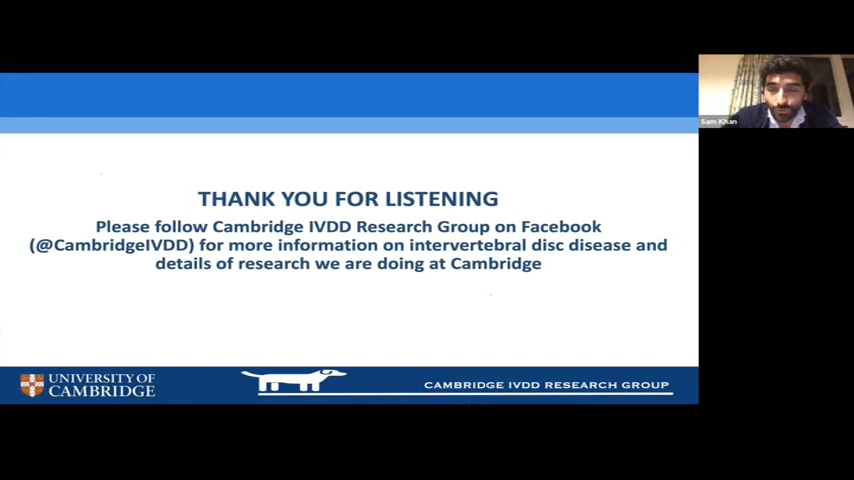 Sam Khan
THANK YOU FOR LISTENING
Please follow Cambridge IVDD Research Group on Facebook
(@CambridgeIVDD) for more information on intervertebral disc disease and
details of research we are doing at Cambridge
UNIVERSITY OF
CAMBRIDGE
CAMBRIDGE IVDD RESEARCH GROUP